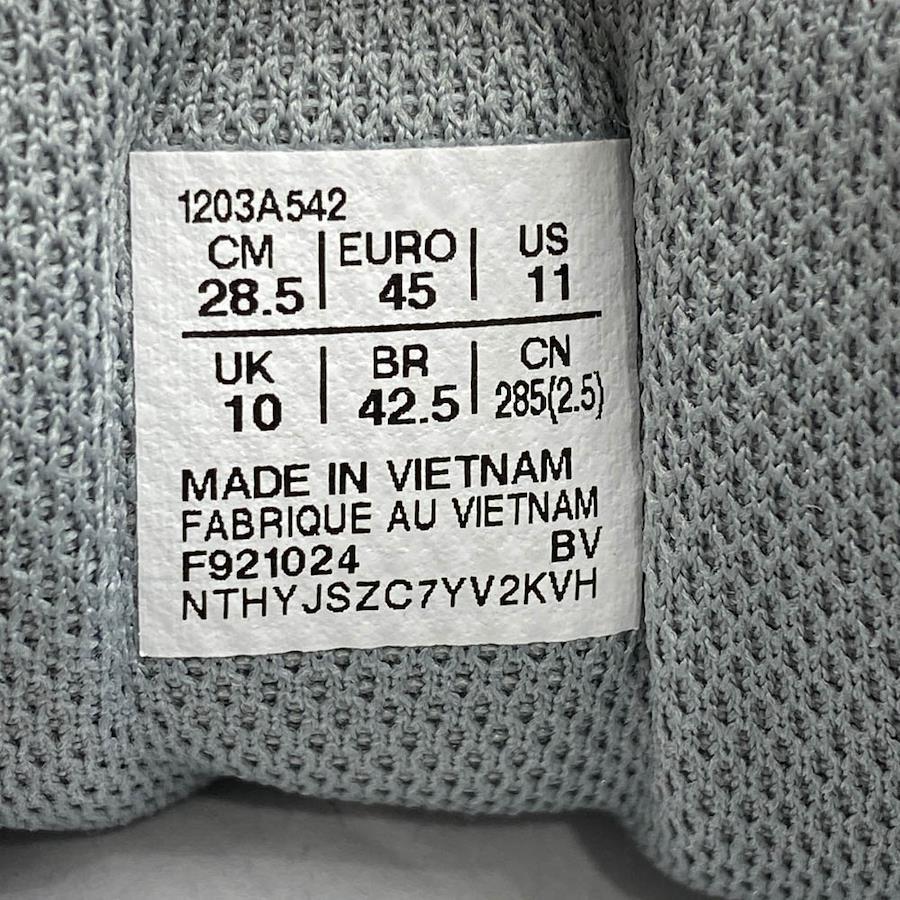 1203A542
CM EURO US
28.5 45 11
UK BR CN
10 42.5 285(2.5)
MADE IN VIETNAM
FABRIQUE AU VIETNAM
F921024 BV
NTHYJSZC7YV2KVH